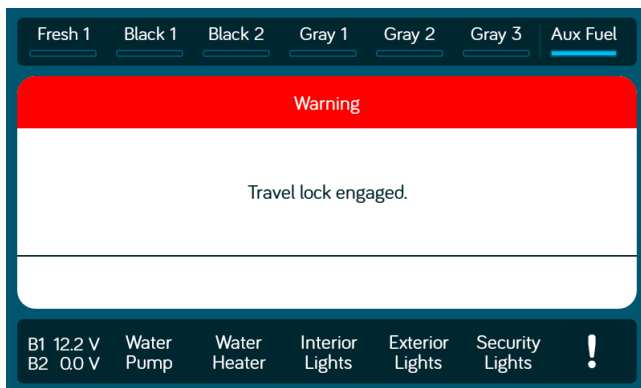 Fresh 1 Black 1 Black 2 Gray 1 Gray 2 Gray 3 Aux Fuel
Warning
Travel lock engaged.
B1 12.2 V Water Water Interior Exterior Security !
B2 0.0 V Pump Heater Lights Lights Lights